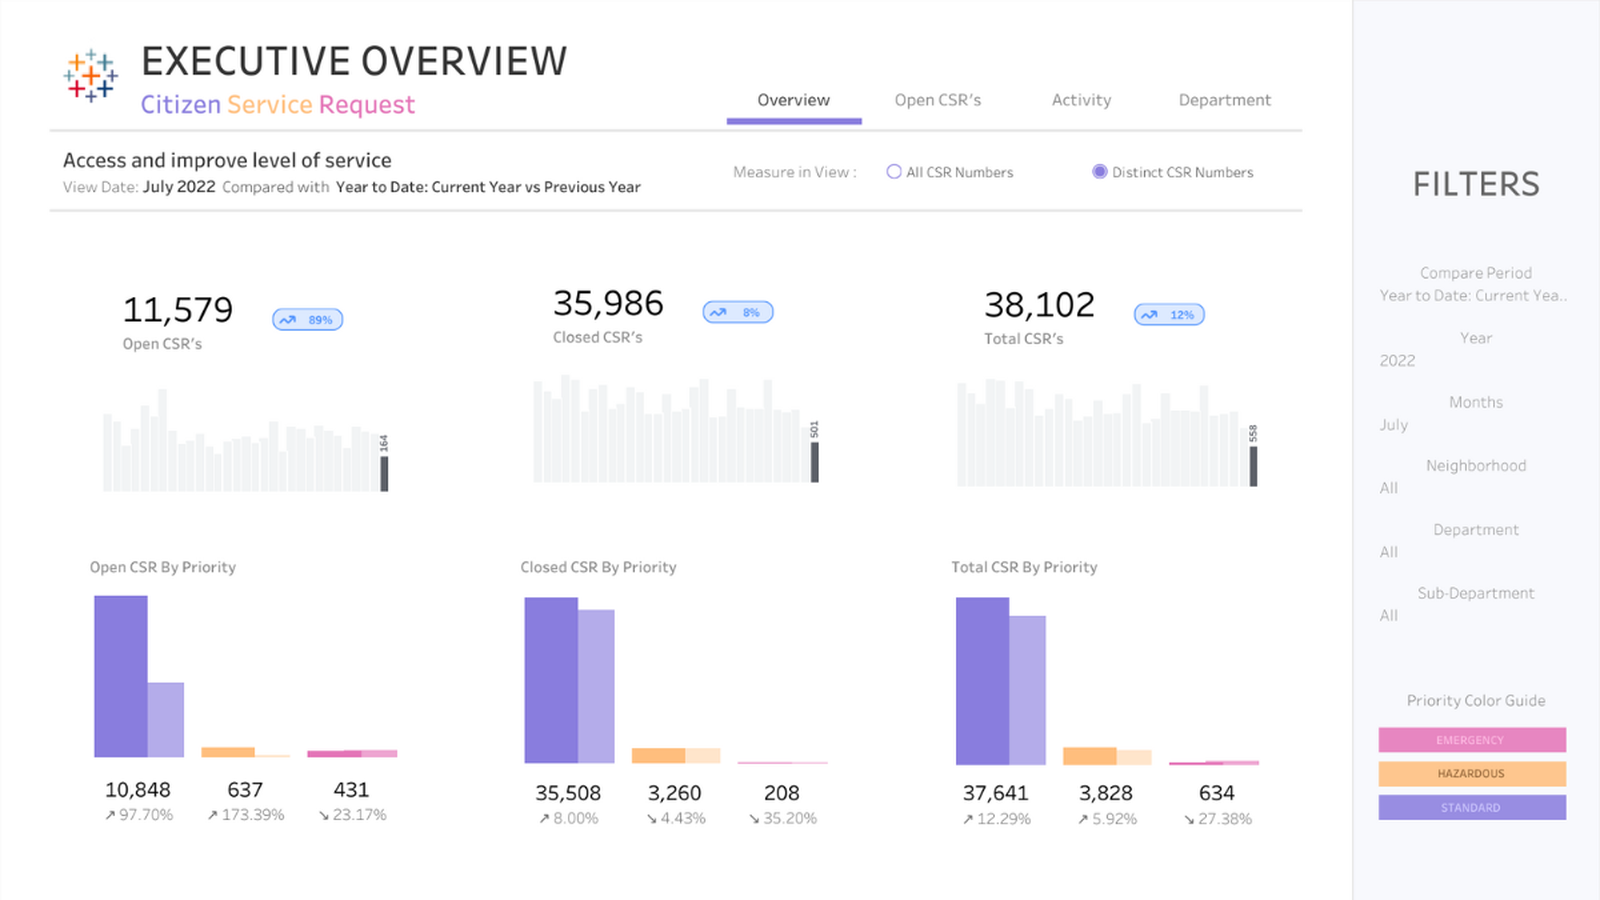 EXECUTIVE OVERVIEW
Citizen Service Request
Overview
Open CSR's
Activity
Department
Access and improve level of service
View Date: July 2022 Compared with Year to Date: Current Year vs Previous Year
Measure in View :
All CSR Numbers
Distinct CSR Numbers
11,579
89%
Open CSR's
164
35,986
8%
Closed CSR's
501
38,102
12%
Total CSR's
558
Open CSR By Priority
10,848
637
431
↗ 97.70%
↗ 173.39%
↘ 23.17%
Closed CSR By Priority
35,508
3,260
208
↗ 8.00%
↘ 4.43%
↘ 35.20%
Total CSR By Priority
37,641
3,828
634
↗ 12.29%
↗ 5.92%
↘ 27.38%
FILTERS
Compare Period
Year to Date: Current Yea..
Year
2022
Months
July
Neighborhood
All
Department
All
Sub-Department
All
Priority Color Guide
EMERGENCY
HAZARDOUS
STANDARD